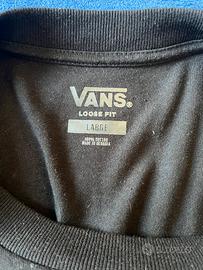 VANS®
LOOSE FIT
LARGE
100% COTTON
MADE IN GEORGIA